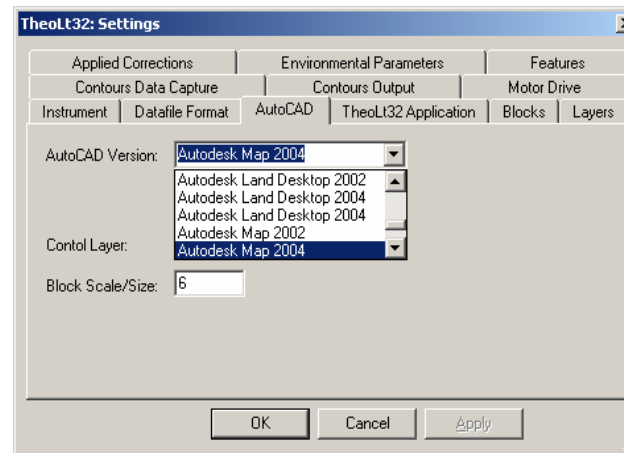 TheoLt32: Settings
Applied Corrections Environmental Parameters Features
Contours Data Capture Contours Output Motor Drive
Instrument Datafile Format AutoCAD TheoLt32 Application Blocks Layers
AutoCAD Version: Autodesk Map 2004
Autodesk Land Desktop 2002
Autodesk Land Desktop 2004
Autodesk Land Desktop 2004
Autodesk Map 2002
Contol Layer: Autodesk Map 2004
Block Scale/Size: 6
OK Cancel Apply